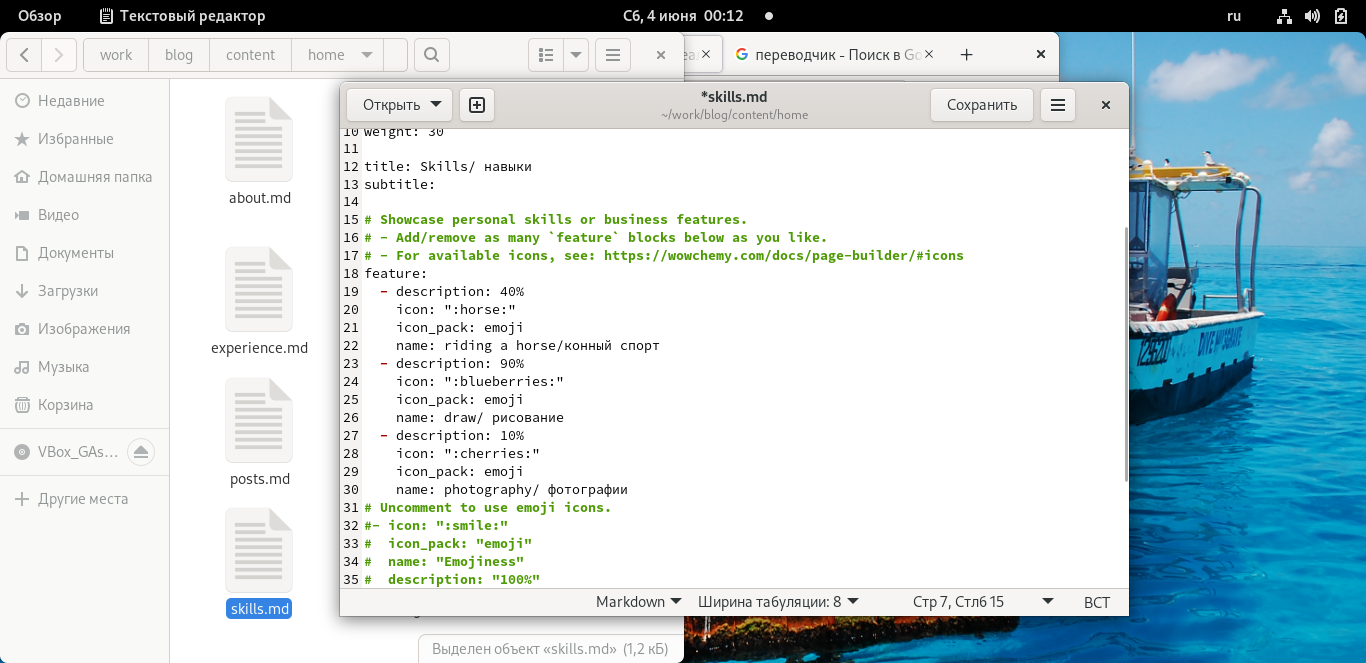 Обзор Текстовый редактор Сб, 4 июня 00:12 ru
work blog content home
переводчик - Поиск в Go
Недавние
Избранные
Домашняя папка
Видео
Документы
Загрузки
Изображения
Музыка
Корзина
VBox_GAs...
Другие места
about.md
experience.md
posts.md
skills.md
Выделен объект «skills.md» (1,2 кБ)
Открыть *skills.md Сохранить
~/work/blog/content/home
10 weight: 30
11
12 title: Skills/ навыки
13 subtitle:
14
15 # Showcase personal skills or business features.
16 # - Add/remove as many `feature` blocks below as you like.
17 # - For available icons, see: https://wowchemy.com/docs/page-builder/#icons
18 feature:
19   - description: 40%
20     icon: ":horse:"
21     icon_pack: emoji
22     name: riding a horse/конный спорт
23   - description: 90%
24     icon: ":blueberries:"
25     icon_pack: emoji
26     name: draw/ рисование
27   - description: 10%
28     icon: ":cherries:"
29     icon_pack: emoji
30     name: photography/ фотографии
31 # Uncomment to use emoji icons.
32 #- icon: ":smile:"
33 #  icon_pack: "emoji"
34 #  name: "Emojiness"
35 #  description: "100%"
Markdown Ширина табуляции: 8 Стр 7, Стлб 15 ВСТ
DIVE MUSGRAVE